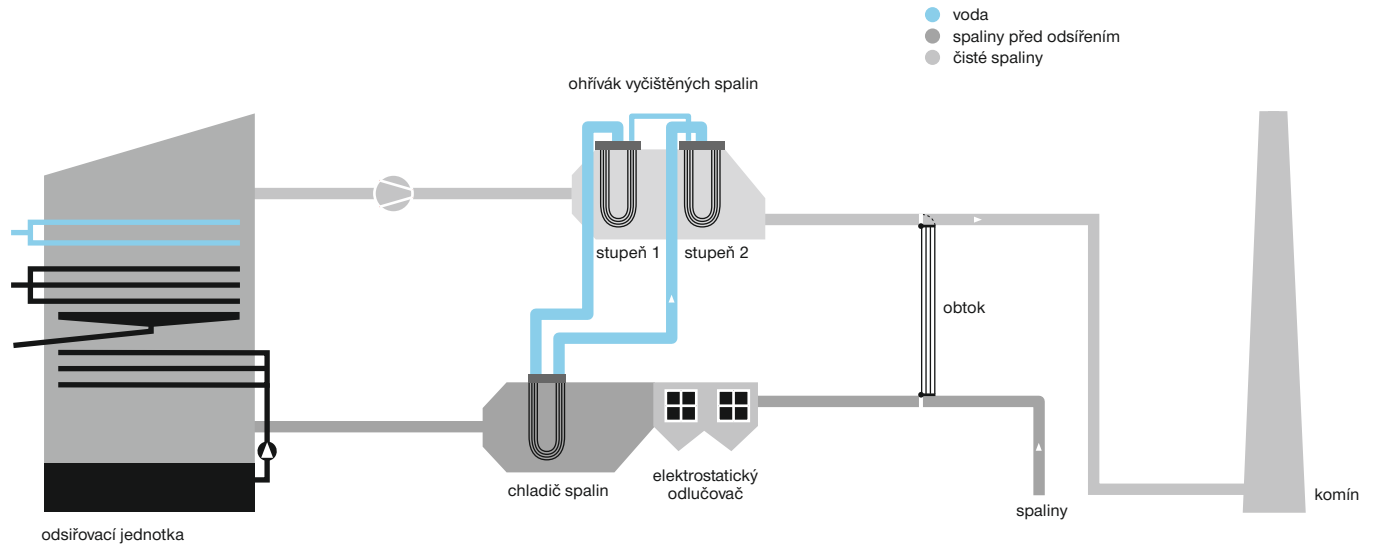 voda
spaliny před odsířením
čisté spaliny
ohřívák vyčištěných spalin
stupeň 1
stupeň 2
obtok
chladič spalin
elektrostatický
odlučovač
spaliny
komín
odsiřovací jednotka